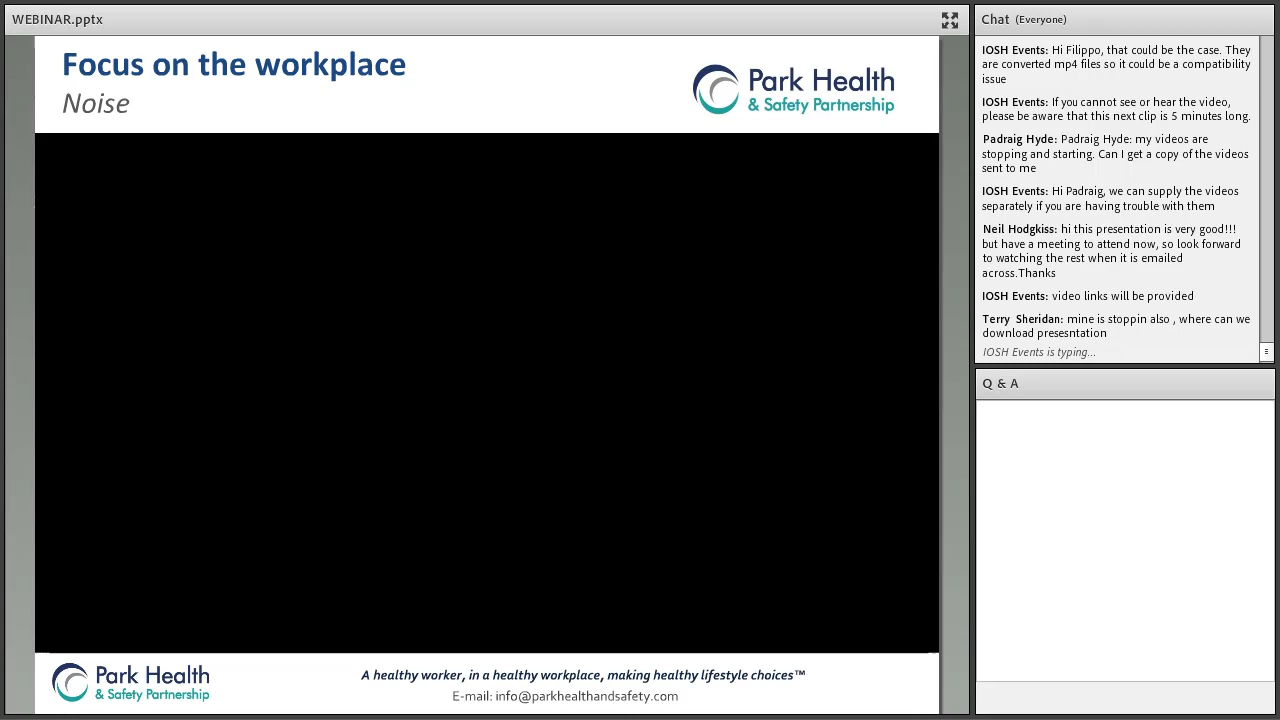 WEBINAR.pptx
Focus on the workplace
Noise
Park Health
& Safety Partnership
Park Health
& Safety Partnership
A healthy worker, in a healthy workplace, making healthy lifestyle choices™
E-mail: info@parkhealthandsafety.com
Chat (Everyone)
IOSH Events: Hi Filippo, that could be the case. They
are converted mp4 files so it could be a compatibility
issue
IOSH Events: If you cannot see or hear the video,
please be aware that this next clip is 5 minutes long.
Padraig Hyde: Padraig Hyde: my videos are
stopping and starting. Can I get a copy of the videos
sent to me
IOSH Events: Hi Padraig, we can supply the videos
separately if you are having trouble with them
Neil Hodgkiss: hi this presentation is very good!!!
but have a meeting to attend now, so look forward
to watching the rest when it is emailed
across.Thanks
IOSH Events: video links will be provided
Terry Sheridan: mine is stoppin also , where can we
download presesntation
IOSH Events is typing...
Q & A